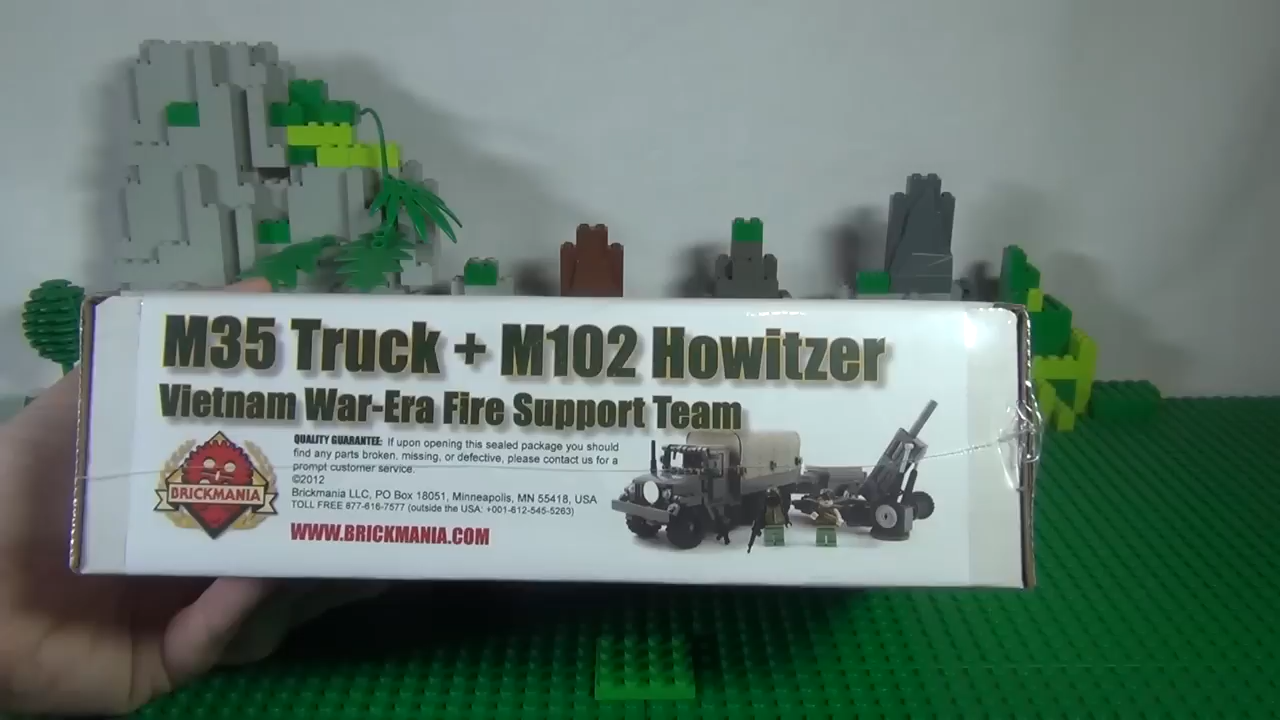 M35 Truck + M102 Howitzer
Vietnam War-Era Fire Support Team
QUALITY GUARANTEE: If upon opening this sealed package you should
find any parts broken, missing, or defective, please contact us for a
prompt customer service.
©2012
Brickmania LLC, PO Box 18051, Minneapolis, MN 55418, USA
TOLL FREE 877-616-7577 (outside the USA: +001-612-545-5263)
WWW.BRICKMANIA.COM
BRICKMANIA